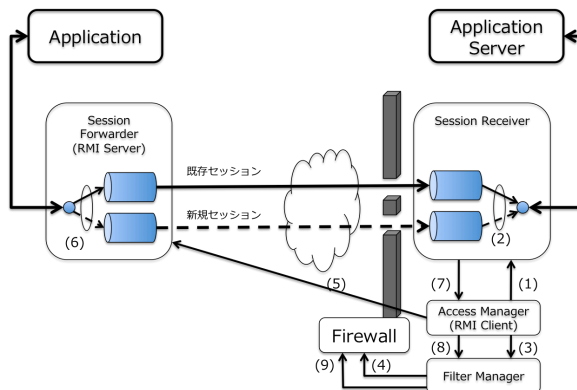 Application
Application
Server
Session
Forwarder
(RMI Server)
Session Receiver
既存セッション
新規セッション
(6)
(2)
(5)
(7)
(1)
Access Manager
(RMI Client)
Firewall
(8)
(3)
(9)
(4)
Filter Manager